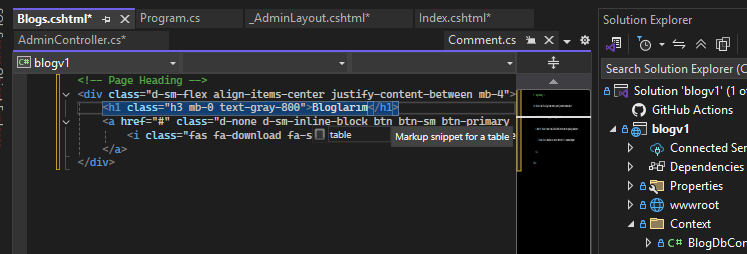 Blogs.cshtml*
Program.cs
_AdminLayout.cshtml*
Index.cshtml*
AdminController.cs*
Comment.cs
C# blogv1
<!-- Page Heading -->
<div class="d-sm-flex align-items-center justify-content-between mb-4">
<h1 class="h3 mb-0 text-gray-800">Bloglarım</h1>
<a href="#" class="d-none d-sm-inline-block btn btn-sm btn-primary
<i class="fas fa-download fa-s
table
Markup snippet for a table
</a>
</div>
Solution Explorer
Search Solution Explorer
Solution 'blogv1' (1 o
GitHub Actions
blogv1
Connected Ser
Dependencies
Properties
wwwroot
Context
C# BlogDbCon